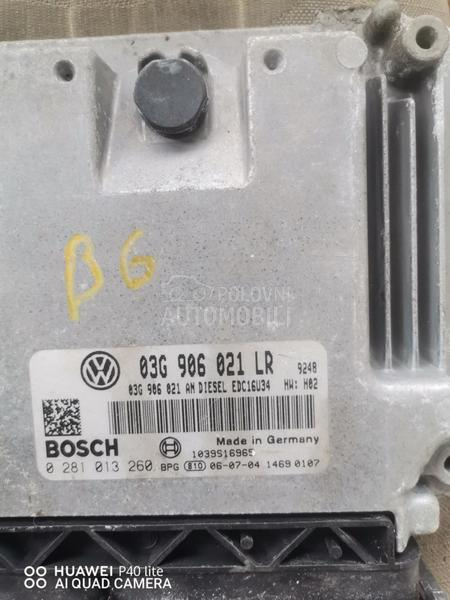 B6
POLOVNI
AUTOMOBILI
03G 906 021 LR 9248
03G 906 021 AN DIESEL EDC16U34 HW: H02
Made in Germany
BOSCH 1039S16965
0 281 013 260 BPG 810 06-07-04 1469 0107
HUAWEI P40 lite
AI QUAD CAMERA